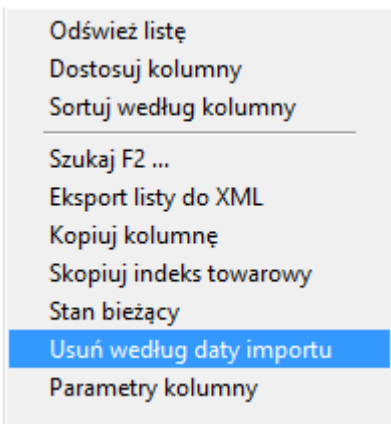 Odśwież listę
Dostosuj kolumny
Sortuj według kolumny
Szukaj F2 ...
Eksport listy do XML
Kopiuj kolumnę
Skopiuj indeks towarowy
Stan bieżący
Usuń według daty importu
Parametry kolumny